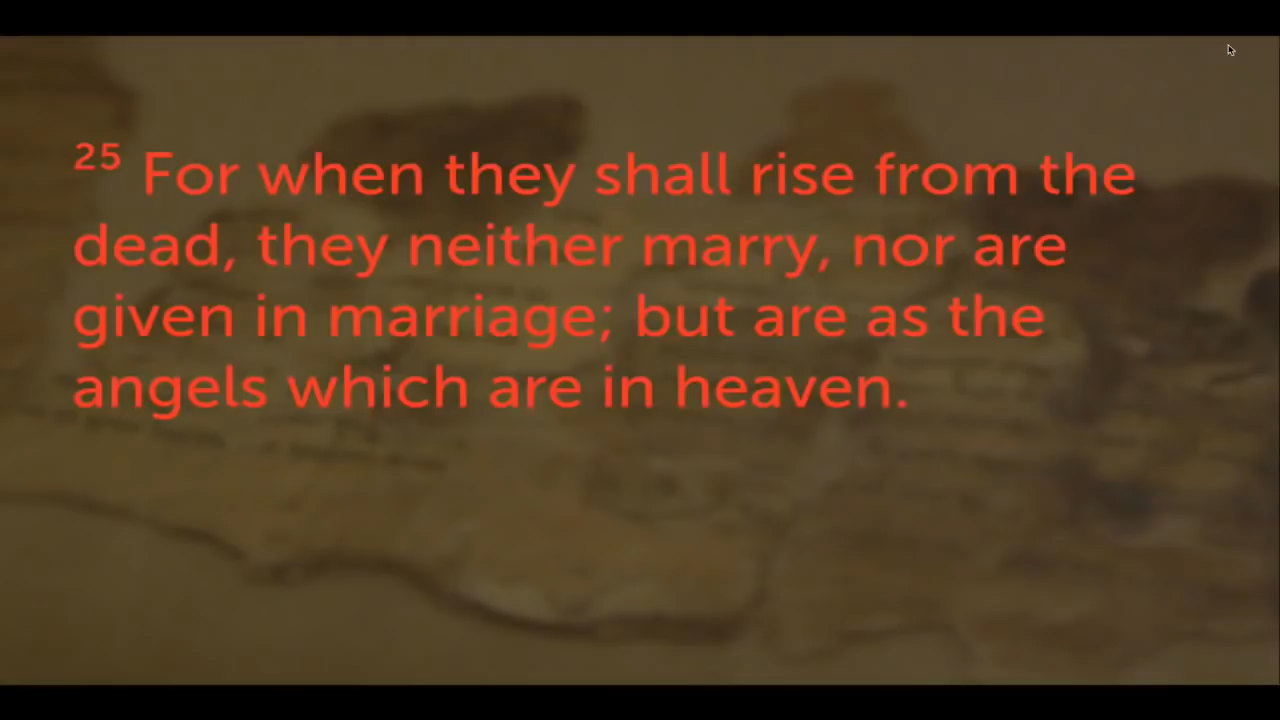 25 For when they shall rise from the
dead, they neither marry, nor are
given in marriage; but are as the
angels which are in heaven.